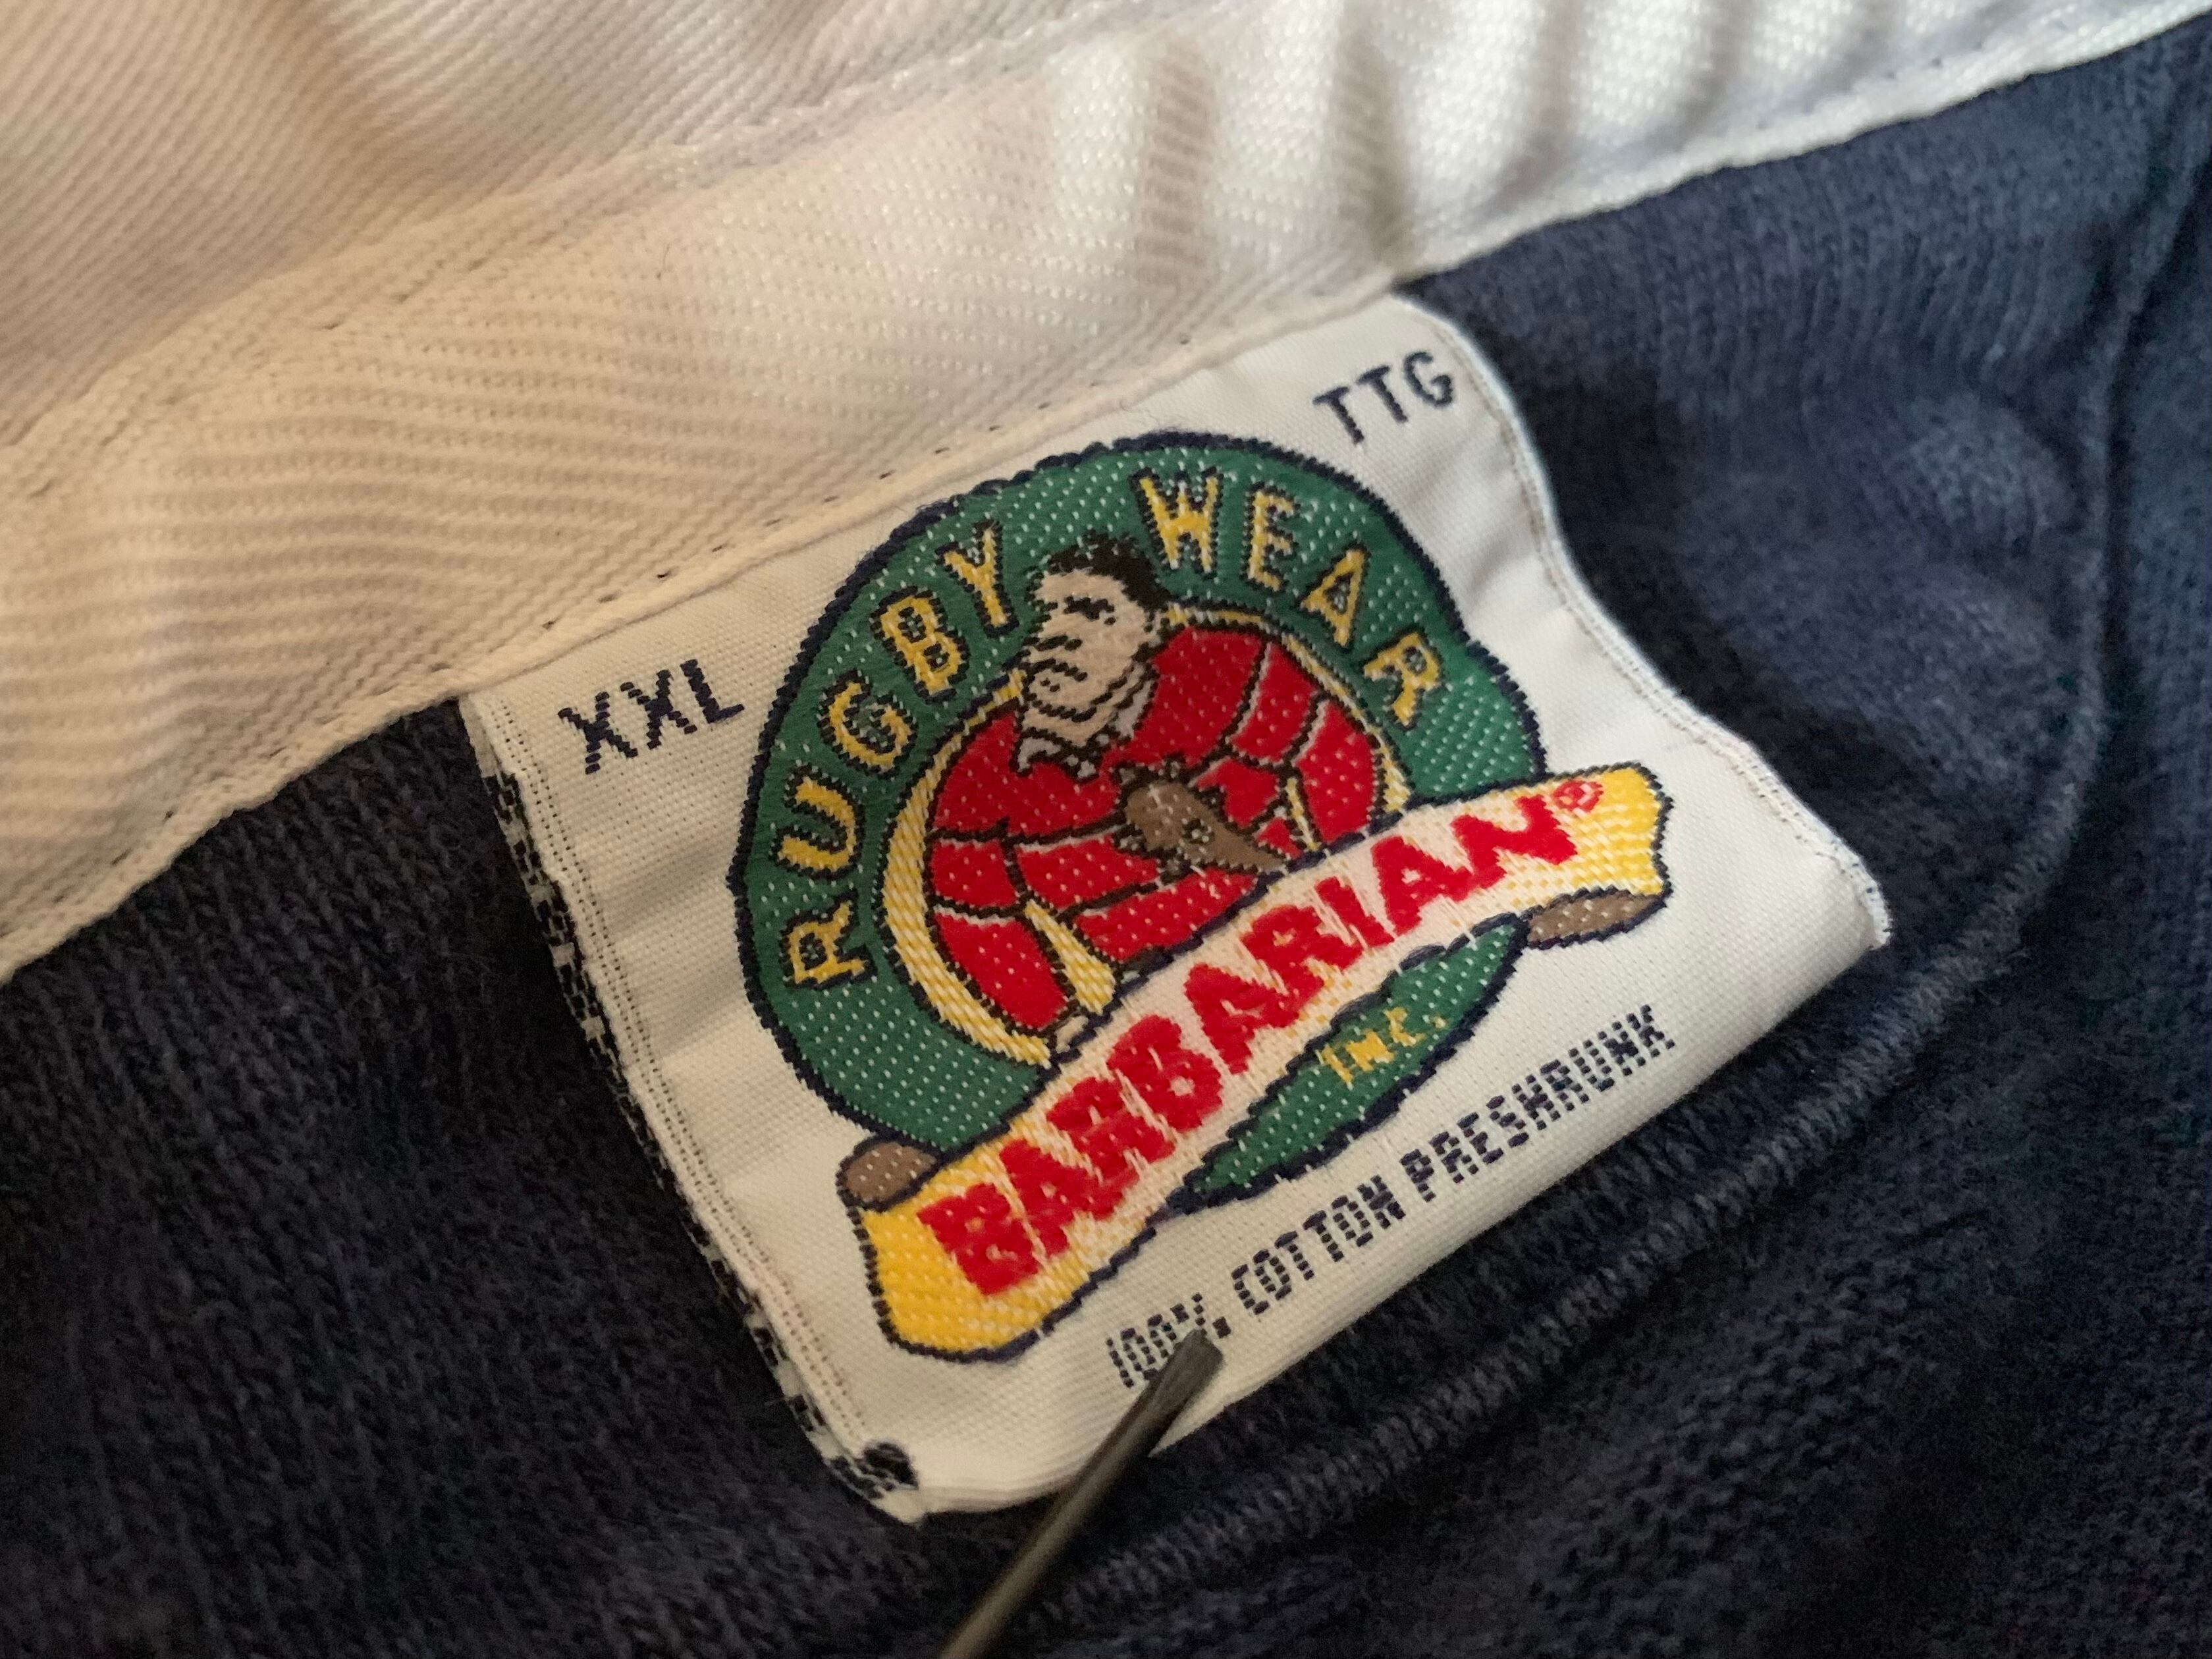 XXL TTG
RUGBY WEAR
BARBARIAN®
INC.
100% COTTON PRESHRUNK